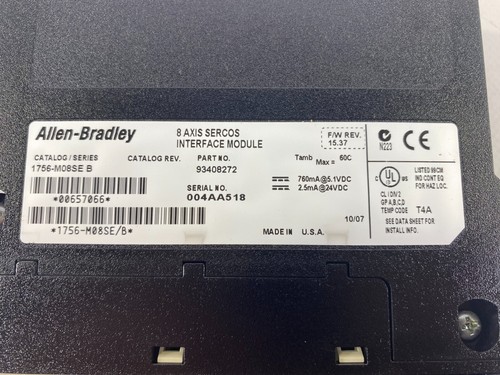 Allen-Bradley
8 AXIS SERCOS
INTERFACE MODULE
F/W REV.
15.37
N223
CE
CATALOG / SERIES
1756-M08SE B
CATALOG REV.
PART NO.
93408272
Tamb Max = 60C
760mA@5.1VDC
2.5mA@24VDC
SERIAL NO.
004AA518
*00657066*
*1756-M08SE/B*
10/07
MADE IN U.S.A.
UL
LISTED 99CM
IND CONT EQ
FOR HAZ LOC.
CL I DIV 2
GP A,B,C,D
TEMP CODE T4A
SEE DATA SHEET FOR
INSTALL INFO.